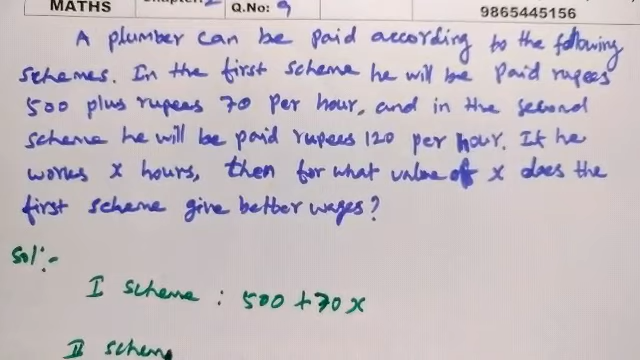 MATHS
Q.No: 9
9865445156
A plumber can be paid according to the following
schemes. In the first scheme he will be paid rupees
500 plus rupees 70 per hour, and in the second
scheme he will be paid rupees 120 per hour. If he
works x hours, then for what value of x does the
first scheme give better wages?
Sol:-
I scheme : 500 + 70x
II schem